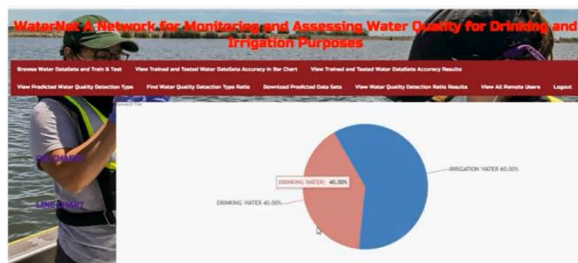 WaterNet A Network for Monitoring and Assessing Water Quality for Drinking and
Irrigation Purposes
Browse Water DataSets and Train & Test View Trained and Tested Water DataSets Accuracy in Bar Chart View Trained and Tested Water DataSets Accuracy Results
View Predicted Water Quality Detection Type Find Water Quality Detection Type Ratio Download Predicted Data Sets View Water Quality Detection Ratio Results View All Remote Users Logout
PIE CHART
LINE CHART
IRRIGATION WATER 60.00%
DRINKING WATER: 40.00%
DRINKING WATER 40.00%